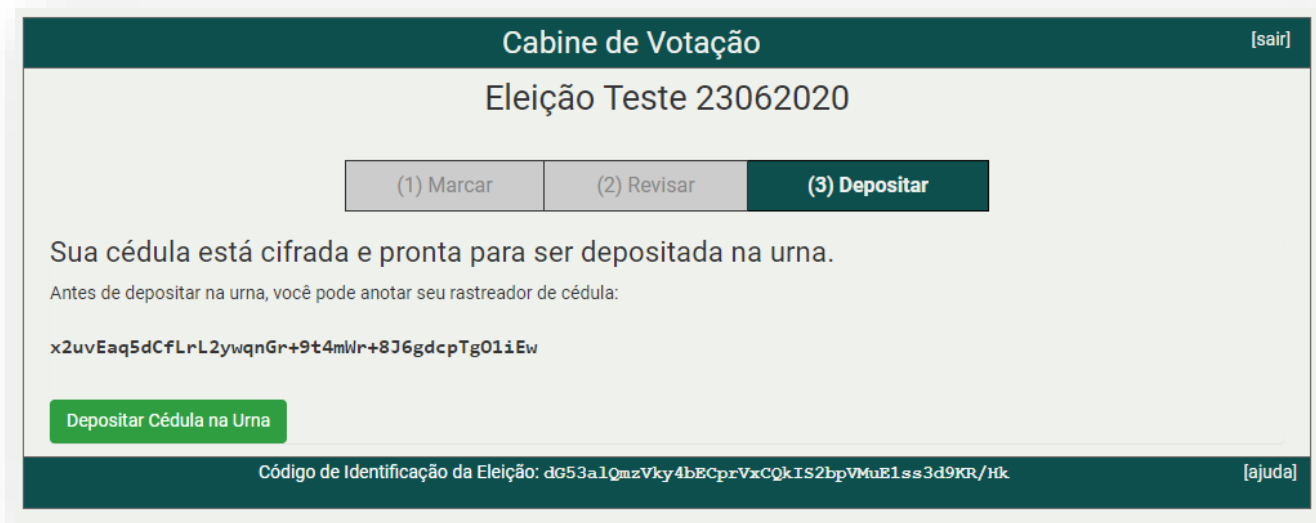 Cabine de Votação
[sair]
Eleição Teste 23062020
(1) Marcar
(2) Revisar
(3) Depositar
Sua cédula está cifrada e pronta para ser depositada na urna.
Antes de depositar na urna, você pode anotar seu rastreador de cédula:
x2uvEaq5dCfLrL2ywqnGr+9t4mWr+8J6gdcpTgO1iEw
Depositar Cédula na Urna
Código de Identificação da Eleição: dG53alQmzVky4bECprVxCQkIS2bpVMuE1ss3d9KR/Hk
[ajuda]